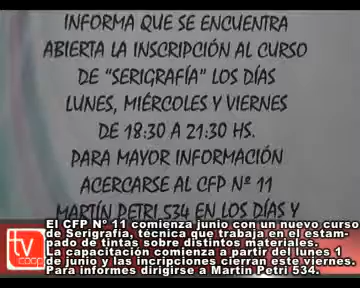 INFORMA QUE SE ENCUENTRA
ABIERTA LA INSCRIPCIÓN AL CURSO
DE "SERIGRAFÍA" LOS DÍAS
LUNES, MIÉRCOLES Y VIERNES
DE 18:30 A 21:30 HS.
PARA MAYOR INFORMACIÓN
ACERCARSE AL CFP Nº 11
MARTÍN PETRI 534 EN LOS DÍAS Y
El CFP Nº 11 comienza junio con un nuevo curso
de Serigrafía, técnica que trabaja en el estam-
pado de tintas sobre distintos materiales.
La capacitación comienza a partir del lunes 1
de junio y las incripciones cierran este viernes.
Para informes dirigirse a Martin Petri 534.
tv
coop